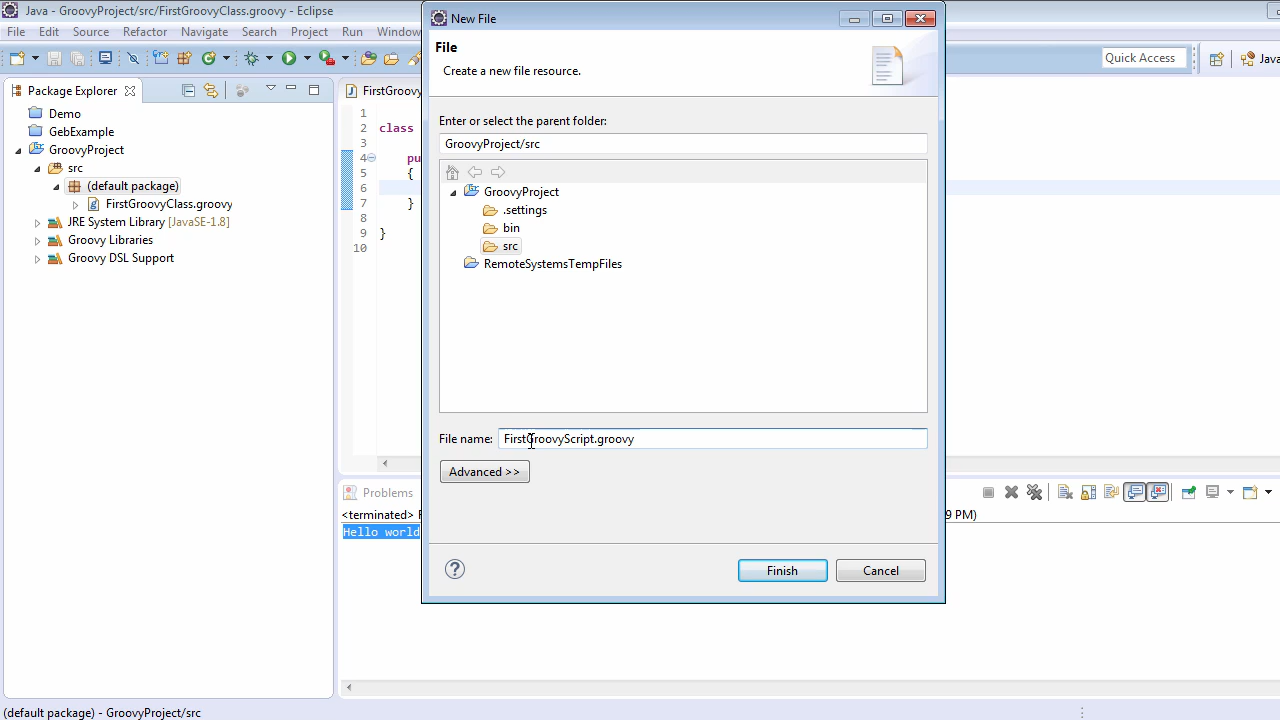 Java - GroovyProject/src/FirstGroovyClass.groovy - Eclipse
File Edit Source Refactor Navigate Search Project Run Window
Quick Access
Java
Package Explorer
Demo
GebExample
GroovyProject
src
(default package)
FirstGroovyClass.groovy
JRE System Library [JavaSE-1.8]
Groovy Libraries
Groovy DSL Support
FirstGroovy
1
2 class
3
4 pu
5 {
6
7 }
8
9 }
10
New File
File
Create a new file resource.
Enter or select the parent folder:
GroovyProject/src
GroovyProject
.settings
bin
src
RemoteSystemsTempFiles
File name: FirstGroovyScript.groovy
Advanced >>
Finish
Cancel
Problems
<terminated> F
9 PM)
Hello world
(default package) - GroovyProject/src